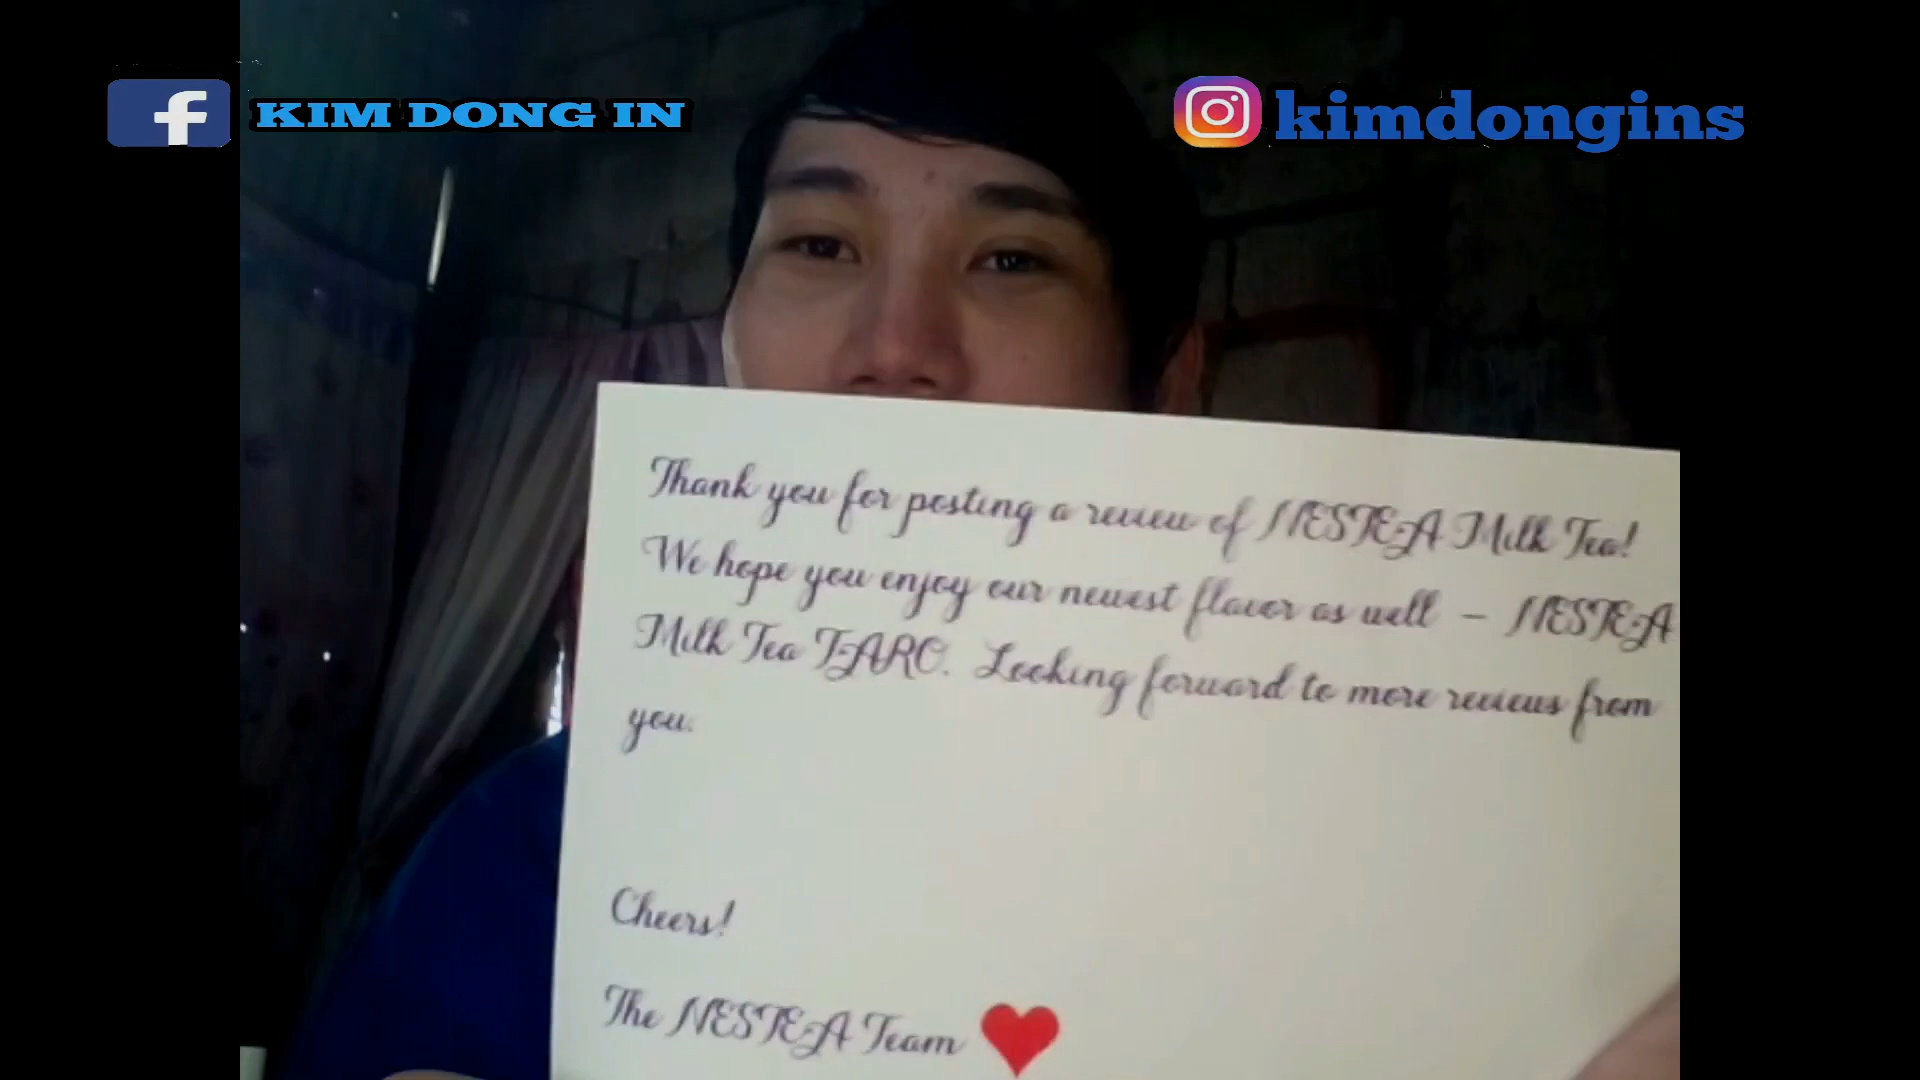 KIM DONG IN
kimdongins
Thank you for posting a review of NESTEA Milk Tea!
We hope you enjoy our newest flavor as well – NESTEA
Milk Tea TARO. Looking forward to more reviews from
you.
Cheers!
The NESTEA Team